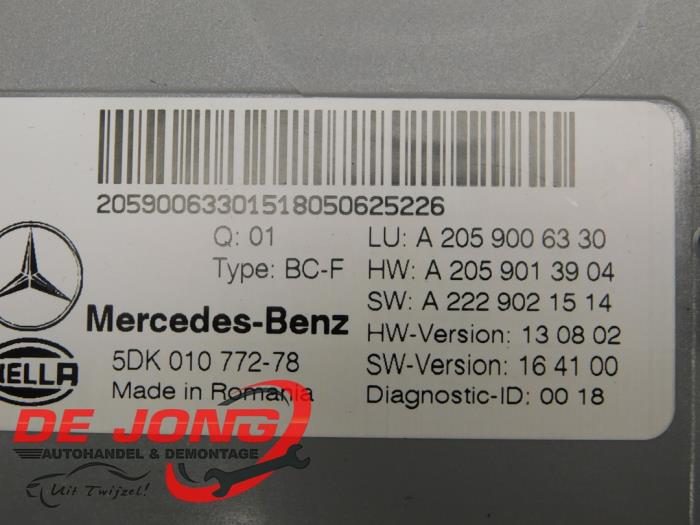 2059006330151805062​5226
Q: 01
Type: BC-F
LU: A 205 900 63 30
HW: A 205 901 39 04
SW: A 222 902 15 14
Mercedes-Benz
HW-Version: 13 08 02
HELLA
5DK 010 772-78
SW-Version: 16 41 00
Made in Romania
Diagnostic-ID: 00 18
DE JONG
AUTOHANDEL & DEMONTAGE
Uit Twijzel!